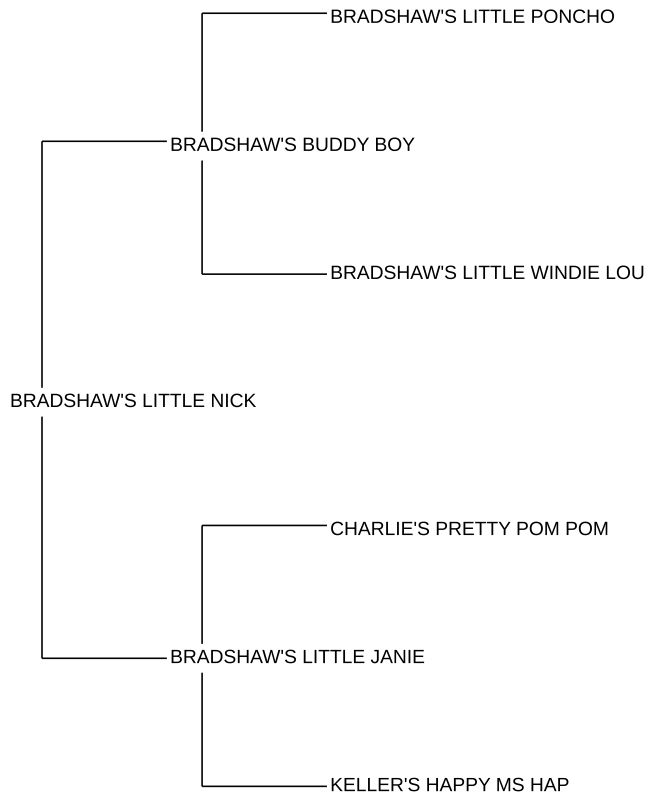 BRADSHAW'S LITTLE PONCHO
BRADSHAW'S BUDDY BOY
BRADSHAW'S LITTLE WINDIE LOU
BRADSHAW'S LITTLE NICK
CHARLIE'S PRETTY POM POM
BRADSHAW'S LITTLE JANIE
KELLER'S HAPPY MS HAP